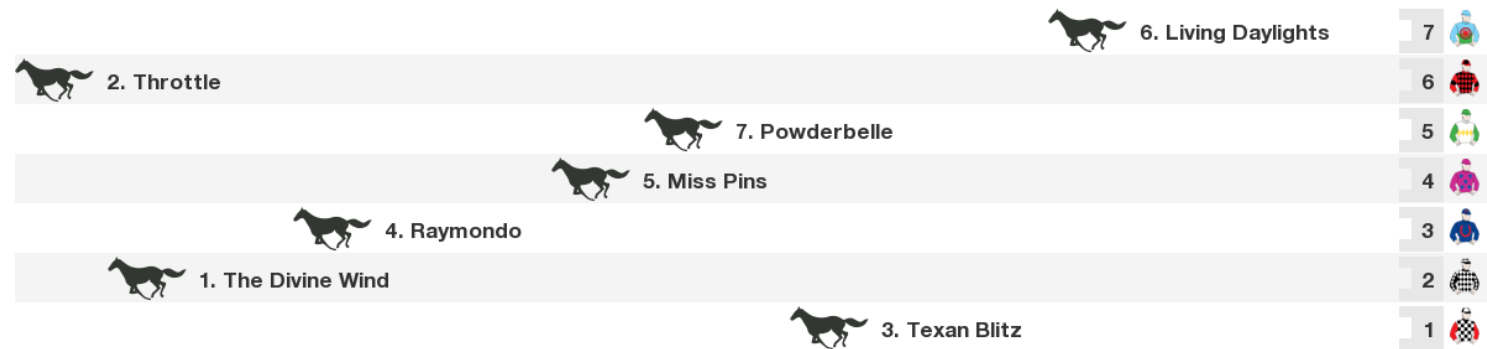 6. Living Daylights 7
2. Throttle 6
7. Powderbelle 5
5. Miss Pins 4
4. Raymondo 3
1. The Divine Wind 2
3. Texan Blitz 1